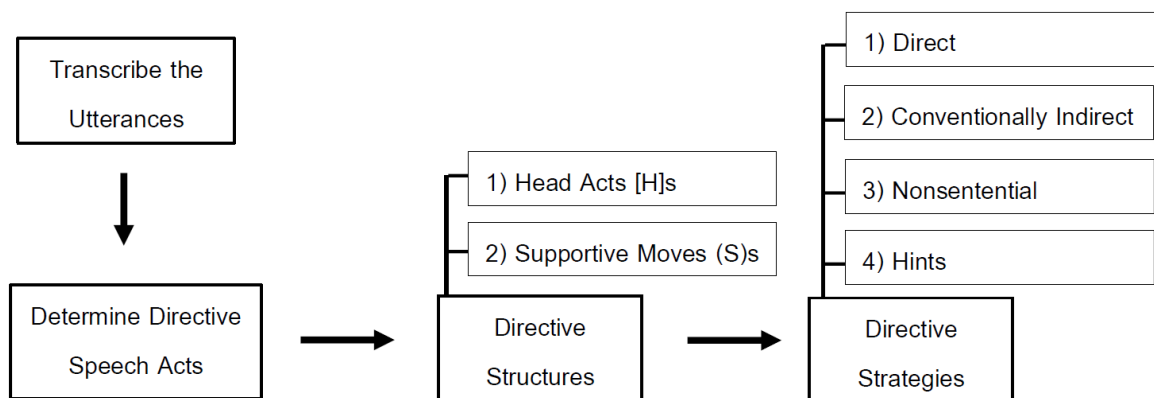 Transcribe the
Utterances
Determine Directive
Speech Acts
1) Head Acts [H]s
2) Supportive Moves (S)s
Directive
Structures
1) Direct
2) Conventionally Indirect
3) Nonsentential
4) Hints
Directive
Strategies